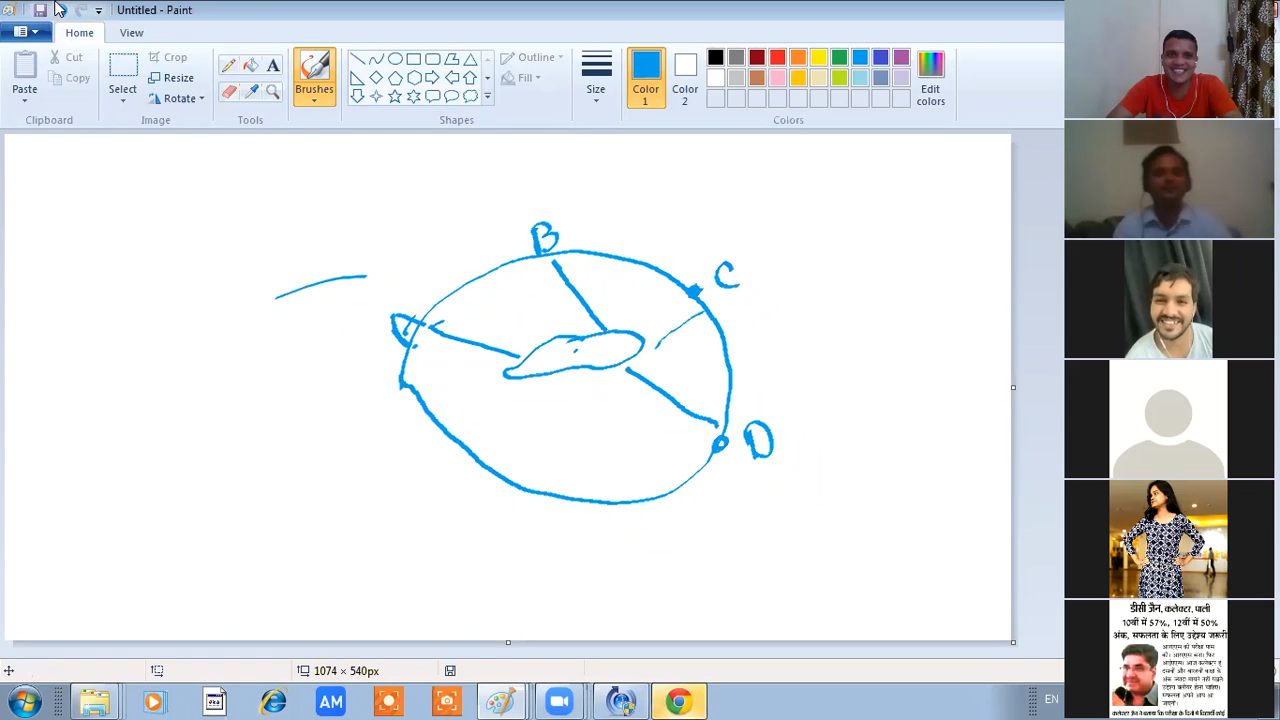 Untitled - Paint
Home View
Cut
Copy
Paste
Clipboard
Crop
Resize
Rotate
Select
Image
Tools
Brushes
Outline
Fill
Shapes
Size
Color 1
Color 2
Edit colors
Colors
B
C
D
1074 × 540px
AM
EN
डीसी जैन, कलेक्टर, पाली
10वीं में 57%, 12वीं में 50%
अंक, सफलता के लिए उद्देश्य जरूरी